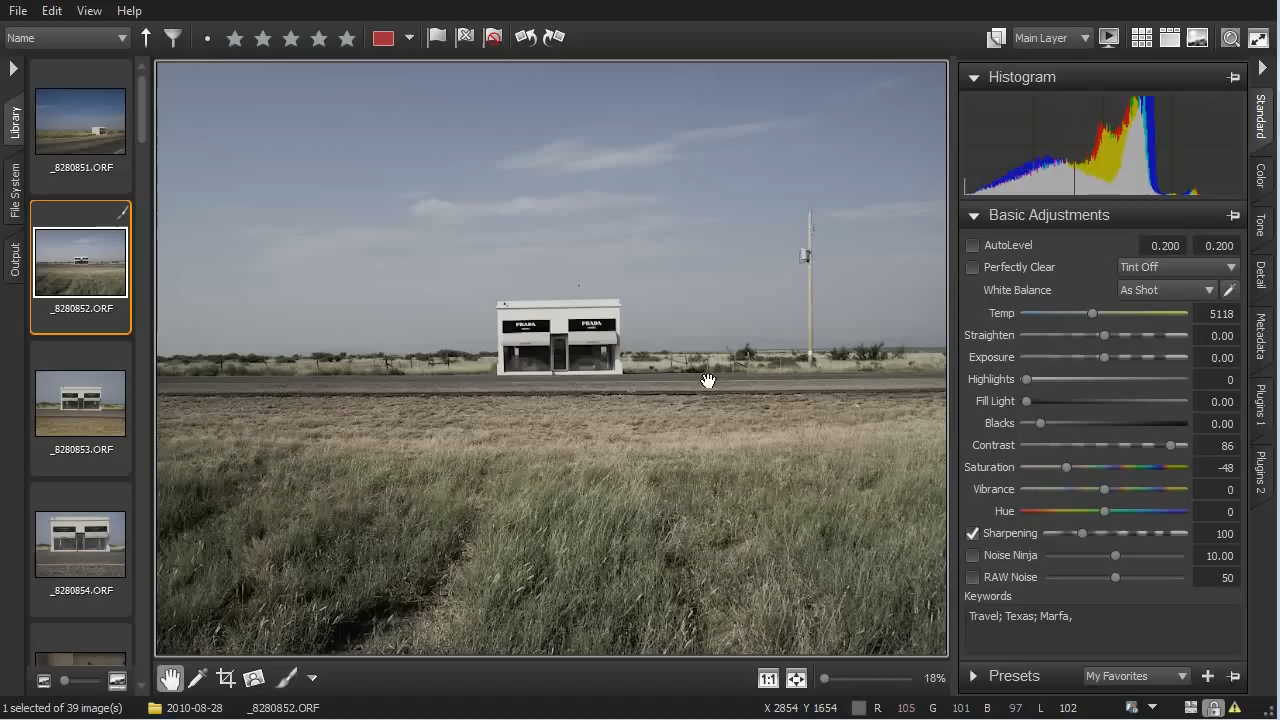 File Edit View Help
Name
Main Layer
Library
File System
Output
_8280851.ORF
_8280852.ORF
_8280853.ORF
_8280854.ORF
PRADA PRADA
Histogram
Basic Adjustments
AutoLevel 0.200 0.200
Perfectly Clear Tint Off
White Balance As Shot
Temp 5118
Straighten 0.00
Exposure 0.00
Highlights 0
Fill Light 0.00
Blacks 0.00
Contrast 86
Saturation -48
Vibrance 0
Hue 0
Sharpening 100
Noise Ninja 10.00
RAW Noise 50
Keywords
Travel; Texas; Marfa,
Presets My Favorites
Standard
Color
Tone
Detail
Metadata
Plugins 1
Plugins 2
1:1 18%
1 selected of 39 image(s) 2010-08-28 _8280852.ORF X 2854 Y 1654 R 105 G 101 B 97 L 102